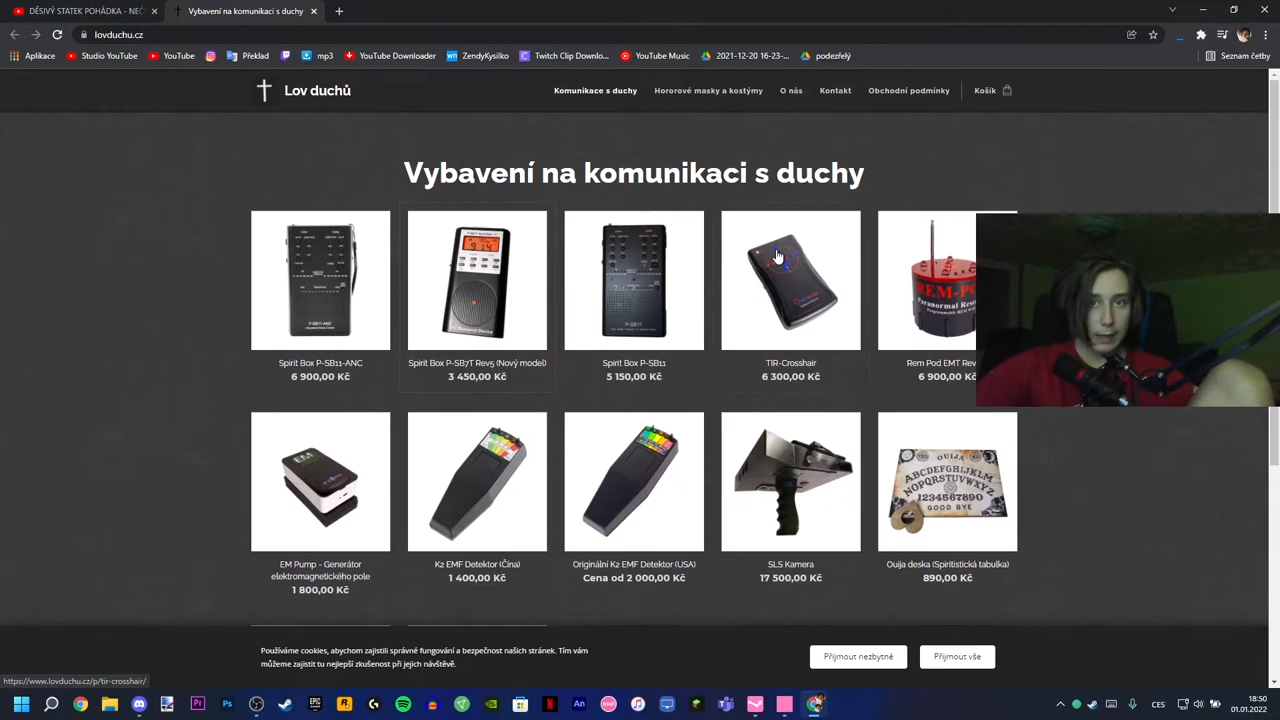 DĚSIVÝ STATEK POHÁDKA - NEČ
Vybavení na komunikaci s duchy
lovduchu.cz
Aplikace
Studio YouTube
YouTube
Překlad
mp3
YouTube Downloader
ZendyKysilko
Twitch Clip Downlo...
YouTube Music
2021-12-20 16-23-...
podezřelý
Seznam četby
Lov duchů
Komunikace s duchy
Hororové masky a kostýmy
O nás
Kontakt
Obchodní podmínky
Košík
Vybavení na komunikaci s duchy
Spirit Box P-SB11-ANC
6 900,00 Kč
Spirit Box P-SB7T Rev5 (Nový model)
3 450,00 Kč
P-SB11
Spirit Box P-SB11
5 150,00 Kč
TIR-Crosshair
6 300,00 Kč
REM-PO
Paranormal Rese
Rem Pod EMT Rev
6 900,00 Kč
EM
EM Pump - Generátor
elektromagnetického pole
1 800,00 Kč
K2 EMF Detektor (Čína)
1 400,00 Kč
Originální K2 EMF Detektor (USA)
Cena od 2 000,00 Kč
SLS Kamera
17 500,00 Kč
OUIJA
ABCDEFGHIJKLM
NOPQRSTUVWXYZ
1234567890
GOOD BYE
Ouija deska (Spiritistická tabulka)
890,00 Kč
Používáme cookies, abychom zajistili správné fungování a bezpečnost našich stránek. Tím vám
můžeme zajistit tu nejlepší zkušenost při jejich návštěvě.
Přijmout nezbytné
Přijmout vše
https://www.lovduchu.cz/p/tir-crosshair/
CES
18:50
01.01.2022